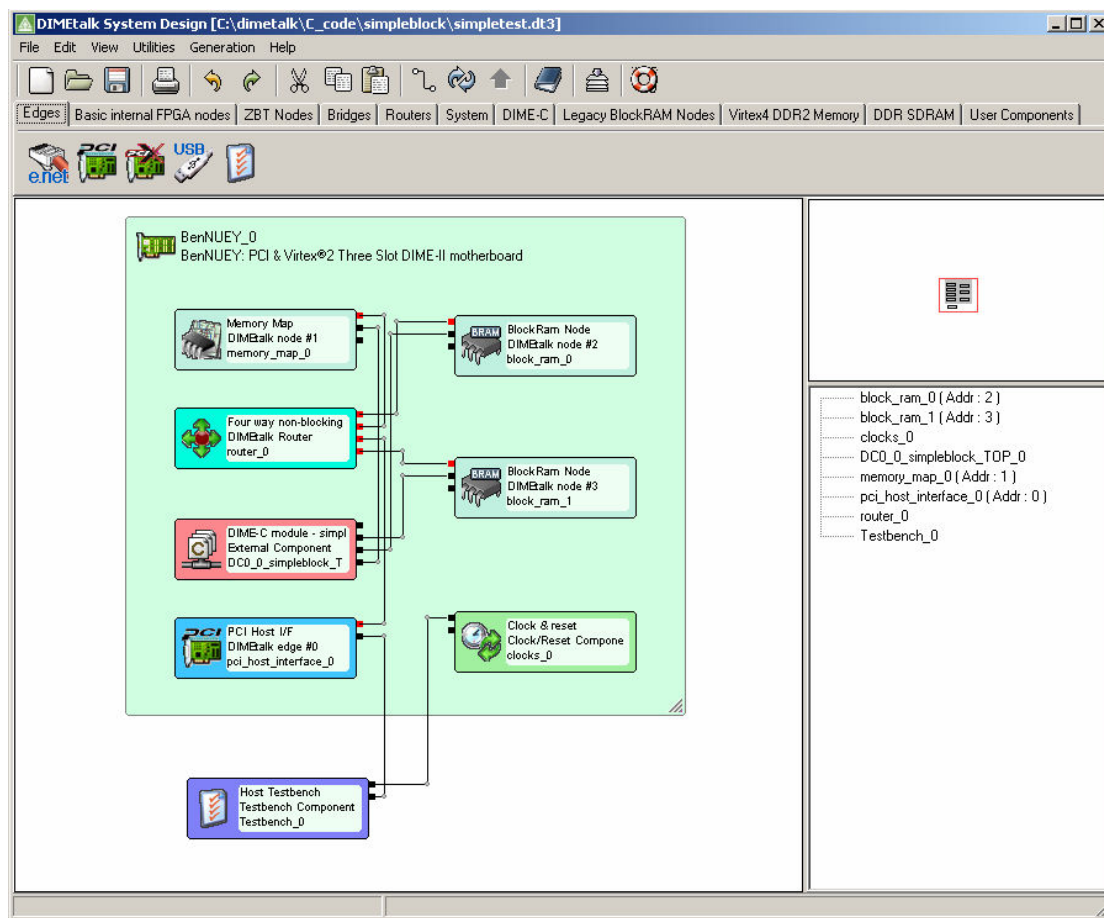 DIMEtalk System Design [C:\dimetalk\C_code\simpleblock\simpletest.dt3]
File Edit View Utilities Generation Help
Edges Basic internal FPGA nodes ZBT Nodes Bridges Routers System DIME-C Legacy BlockRAM Nodes Virtex4 DDR2 Memory DDR SDRAM User Components
e.net PCI USB
BenNUEY_0
BenNUEY: PCI & Virtex®2 Three Slot DIME-II motherboard
Memory Map
DIMEtalk node #1
memory_map_0
BRAM
BlockRam Node
DIMEtalk node #2
block_ram_0
Four way non-blocking
DIMEtalk Router
router_0
BRAM
BlockRam Node
DIMEtalk node #3
block_ram_1
DIME-C module - simpl
External Component
DC0_0_simpleblock_T
C
PCI
PCI Host I/F
DIMEtalk edge #0
pci_host_interface_0
Clock & reset
Clock/Reset Compone
clocks_0
Host Testbench
Testbench Component
Testbench_0
block_ram_0 ( Addr : 2 )
block_ram_1 ( Addr : 3 )
clocks_0
DC0_0_simpleblock_TOP_0
memory_map_0 ( Addr : 1 )
pci_host_interface_0 ( Addr : 0 )
router_0
Testbench_0